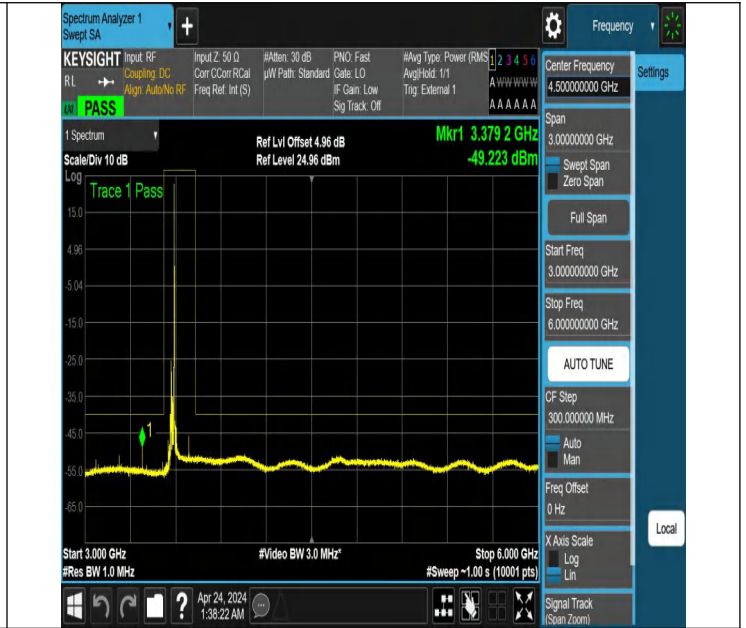 Spectrum Analyzer 1
Swept SA
+
Frequency
KEYSIGHT
RL
PASS
Input: RF
Coupling: DC
Align: Auto/No RF
Input Z: 50 Ω
Corr CCorr RCal
Freq Ref: Int (S)
#Atten: 30 dB
µW Path: Standard
PNO: Fast
Gate: LO
IF Gain: Low
Sig Track: Off
#Avg Type: Power (RMS
Avg|Hold: 1/1
Trig: External 1
1 2 3 4 5 6
A W W W W W
A A A A A A
1 Spectrum
Scale/Div 10 dB
Ref Lvl Offset 4.96 dB
Ref Level 24.96 dBm
Mkr1 3.379 2 GHz
-49.223 dBm
Log
Trace 1 Pass
15.0
4.96
-5.04
-15.0
-25.0
-35.0
-45.0
-55.0
-65.0
1
Start 3.000 GHz
#Res BW 1.0 MHz
#Video BW 3.0 MHz*
Stop 6.000 GHz
#Sweep ~1.00 s (10001 pts)
Center Frequency
4.500000000 GHz
Settings
Span
3.00000000 GHz
Swept Span
Zero Span
Full Span
Start Freq
3.000000000 GHz
Stop Freq
6.000000000 GHz
AUTO TUNE
CF Step
300.000000 MHz
Auto
Man
Freq Offset
0 Hz
X Axis Scale
Log
Lin
Local
Signal Track
(Span Zoom)
?
Apr 24, 2024
1:38:22 AM